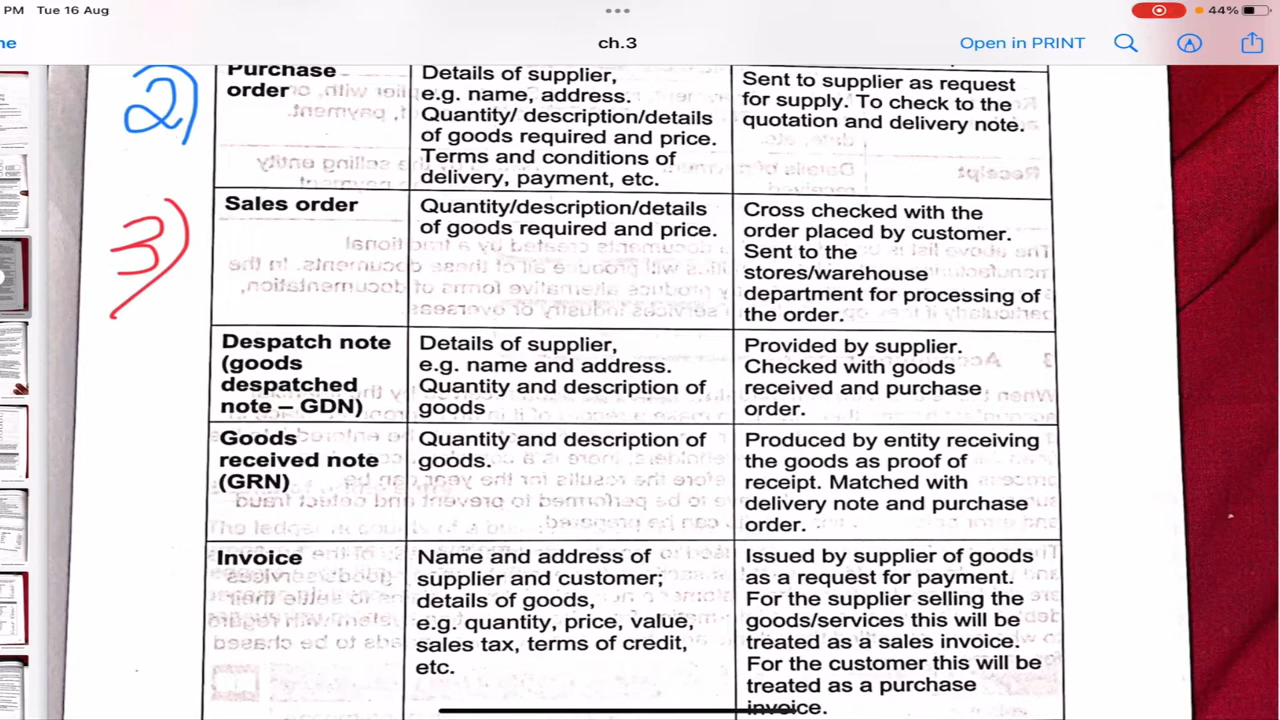 PM Tue 16 Aug
44%
ne
ch.3
Open in PRINT
2)
3)
Purchase
order
Details of supplier,
e.g. name, address.
Quantity/ description/details
of goods required and price.
Terms and conditions of
delivery, payment, etc.
Sent to supplier as request
for supply. To check to the
quotation and delivery note.
Sales order
Quantity/description/details
of goods required and price.
Cross checked with the
order placed by customer.
Sent to the
stores/warehouse
department for processing of
the order.
Despatch note
(goods
despatched
note – GDN)
Details of supplier,
e.g. name and address.
Quantity and description of
goods
Provided by supplier.
Checked with goods
received and purchase
order.
Goods
received note
(GRN)
Quantity and description of
goods.
Produced by entity receiving
the goods as proof of
receipt. Matched with
delivery note and purchase
order.
Invoice
Name and address of
supplier and customer;
details of goods,
e.g. quantity, price, value,
sales tax, terms of credit,
etc.
Issued by supplier of goods
as a request for payment.
For the supplier selling the
goods/services this will be
treated as a sales invoice.
For the customer this will be
treated as a purchase
invoice.